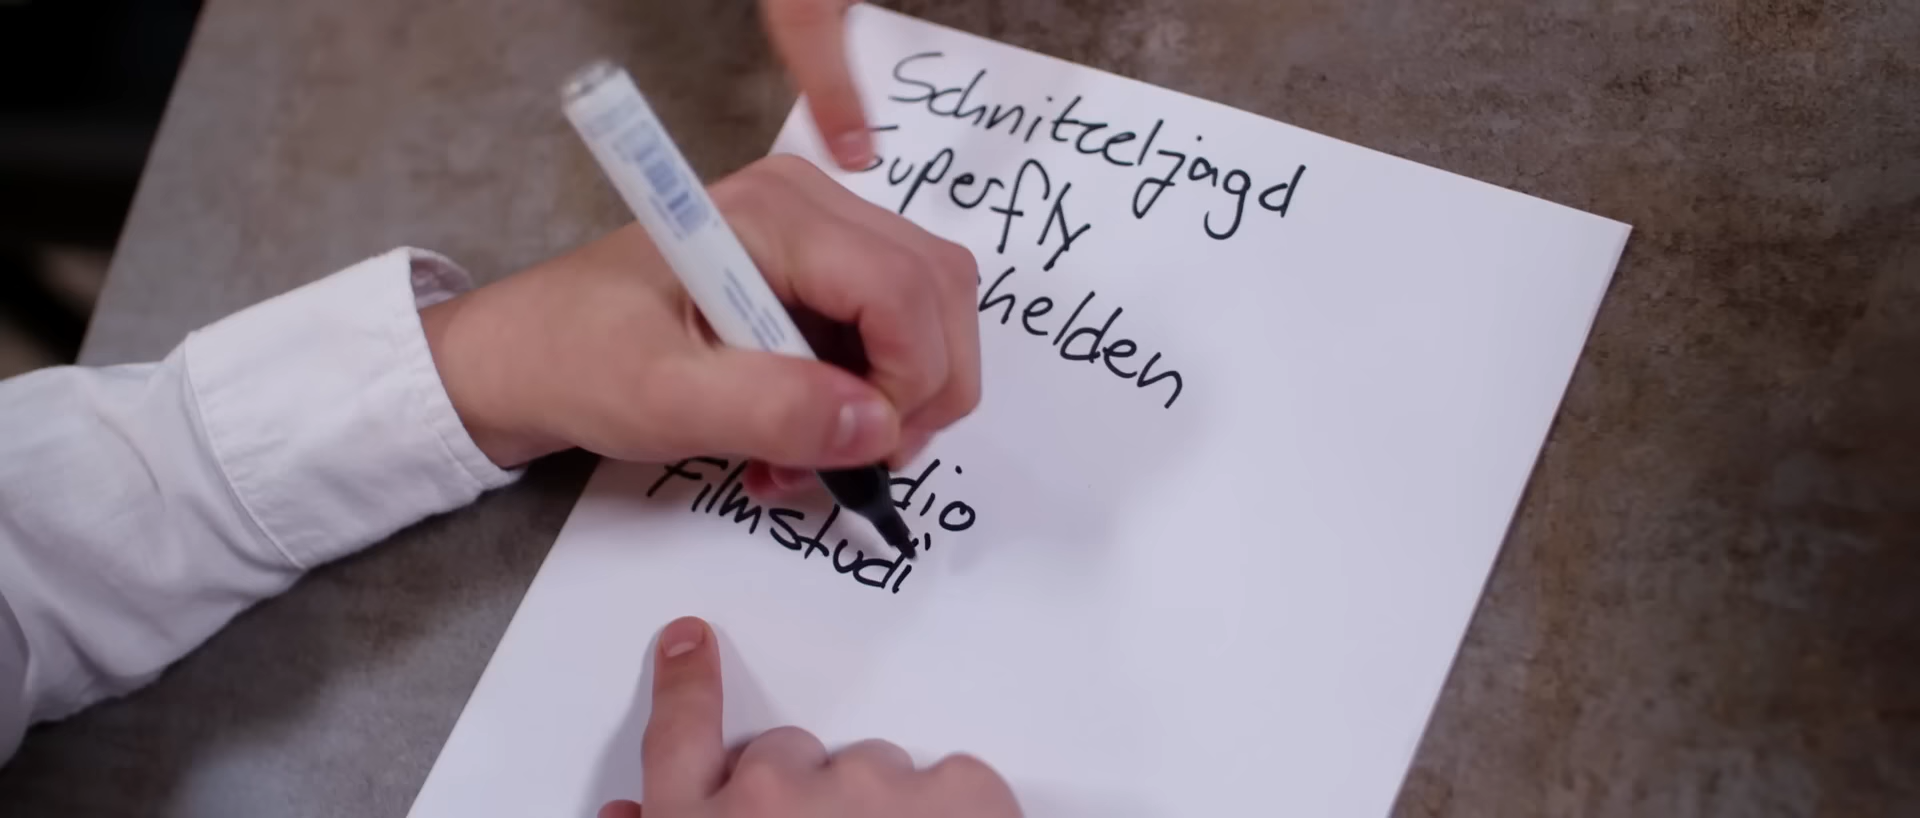 Schnitzeljagd
Superfly
helden
dio
Filmstudi